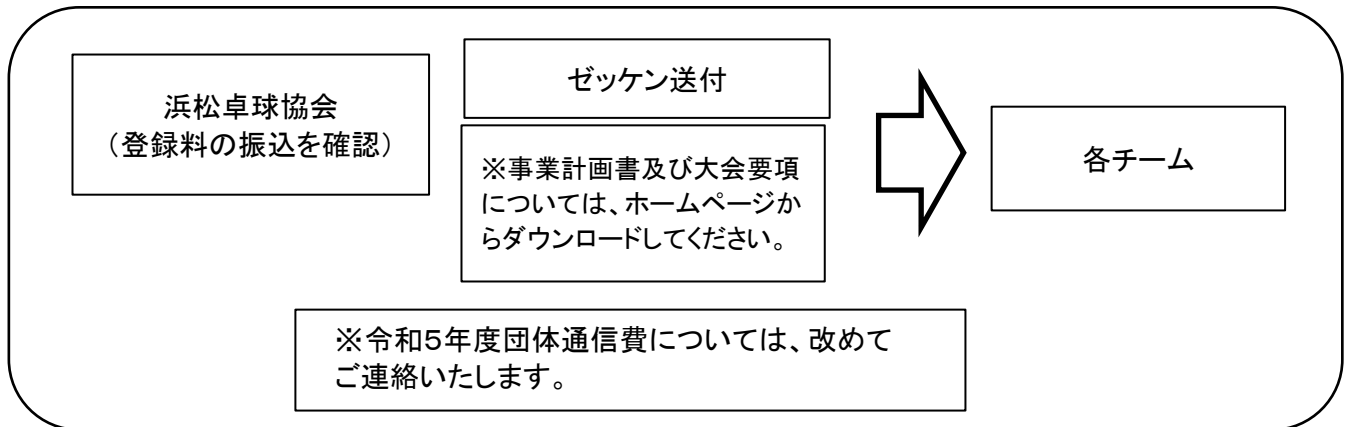 浜松卓球協会
（登録料の振込を確認）
ゼッケン送付
※事業計画書及び大会要項
については、ホームページか
らダウンロードしてください。
各チーム
※令和５年度団体通信費については、改めて
ご連絡いたします。